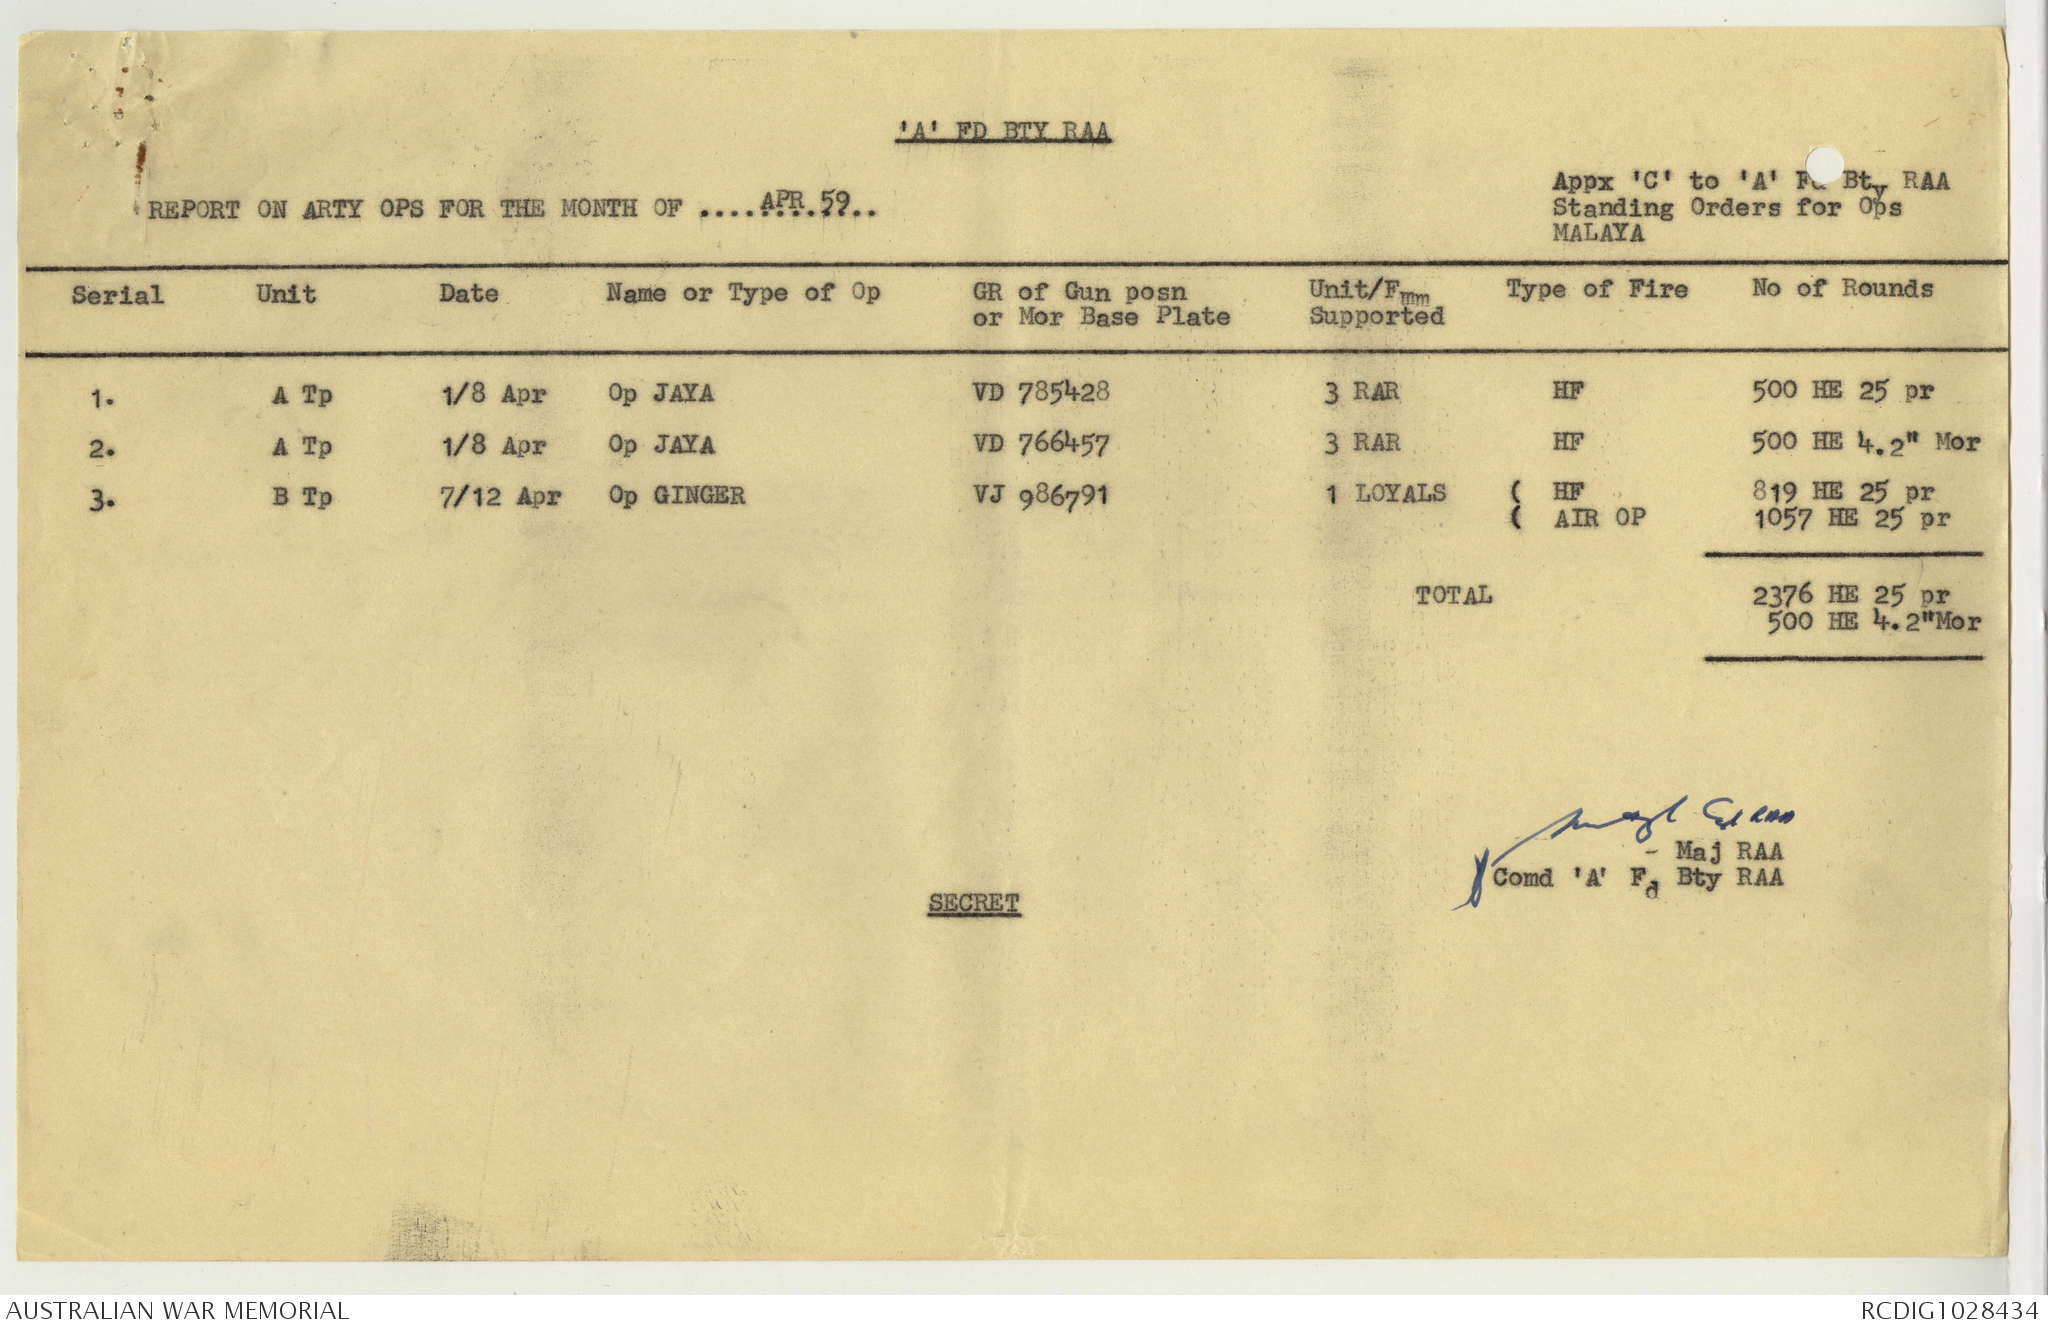 'A' FD BTY RAA
Appx 'C' to 'A' Fd Bty RAA
REPORT ON ARTY OPS FOR THE MONTH OF ....APR.59..
Standing Orders for Ops
MALAYA
Serial Unit Date Name or Type of Op GR of Gun posn Unit/Fmm Type of Fire No of Rounds
or Mor Base Plate Supported
1. A Tp 1/8 Apr Op JAYA VD 785428 3 RAR HF 500 HE 25 pr
2. A Tp 1/8 Apr Op JAYA VD 766457 3 RAR HF 500 HE 4.2" Mor
3. B Tp 7/12 Apr Op GINGER VJ 986791 1 LOYALS ( HF 819 HE 25 pr
( AIR OP 1057 HE 25 pr
TOTAL 2376 HE 25 pr
500 HE 4.2"Mor
RAA
- Maj RAA
Comd 'A' Fd Bty RAA
SECRET
AUSTRALIAN WAR MEMORIAL RCDIG1028434